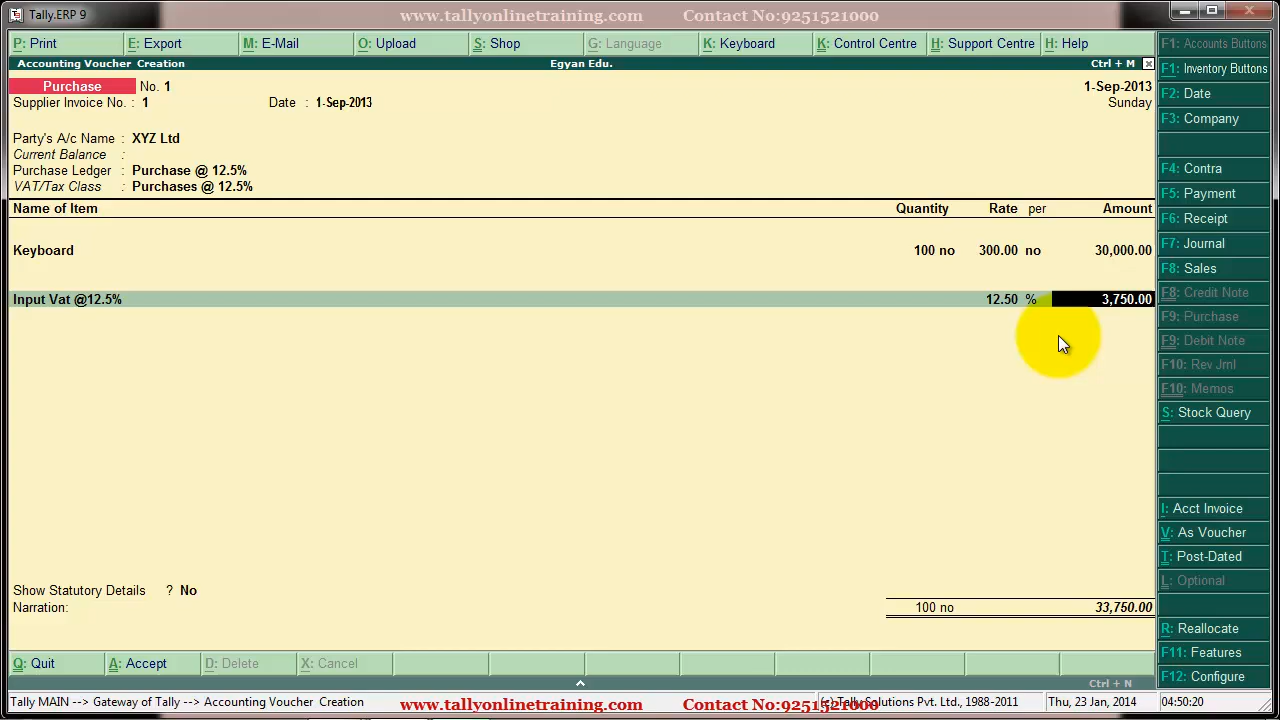 Tally.ERP 9
www.tallyonlinetraining.com Contact No:9251521000
P: Print E: Export M: E-Mail O: Upload S: Shop G: Language K: Keyboard K: Control Centre H: Support Centre H: Help
Accounting Voucher Creation Egyan Edu. Ctrl + M
Purchase No. 1 1-Sep-2013
Supplier Invoice No. : 1 Date : 1-Sep-2013 Sunday
Party's A/c Name : XYZ Ltd
Current Balance :
Purchase Ledger : Purchase @ 12.5%
VAT/Tax Class : Purchases @ 12.5%
Name of Item Quantity Rate per Amount
Keyboard 100 no 300.00 no 30,000.00
Input Vat @12.5% 12.50 % 3,750.00
Show Statutory Details ? No
Narration: 100 no 33,750.00
Q: Quit A: Accept D: Delete X: Cancel
Ctrl + N
Tally MAIN --> Gateway of Tally --> Accounting Voucher Creation (c) Tally Solutions Pvt. Ltd., 1988-2011 Thu, 23 Jan, 2014 04:50:20
www.tallyonlinetraining.com Contact No:9251521000
F1: Accounts Buttons
F1: Inventory Buttons
F2: Date
F3: Company
F4: Contra
F5: Payment
F6: Receipt
F7: Journal
F8: Sales
F8: Credit Note
F9: Purchase
F9: Debit Note
F10: Rev Jrnl
F10: Memos
S: Stock Query
I: Acct Invoice
V: As Voucher
T: Post-Dated
L: Optional
R: Reallocate
F11: Features
F12: Configure